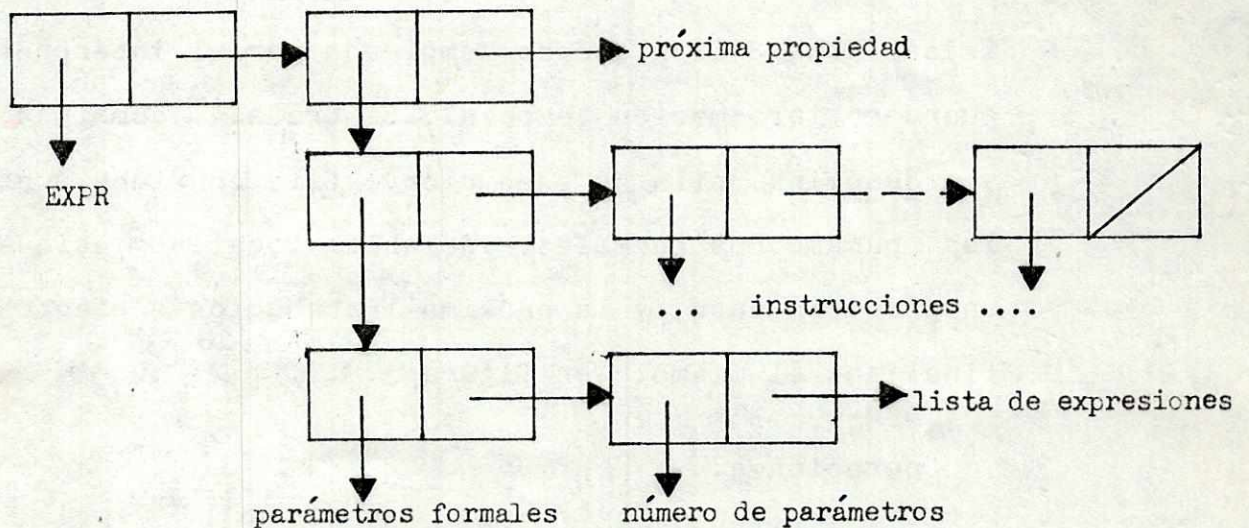 próxima propiedad
EXPR
... instrucciones ....
lista de expresiones
parámetros formales número de parámetros